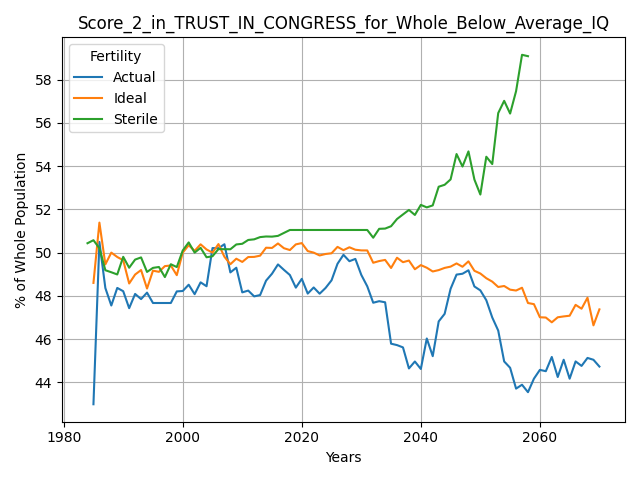 Score_2_in_TRUST_IN_CONGRESS_for_Whole_Below_Average_IQ
Fertility
Actual
Ideal
Sterile
% of Whole Population
58
56
54
52
50
48
46
44
1980
2000
2020
2040
2060
Years